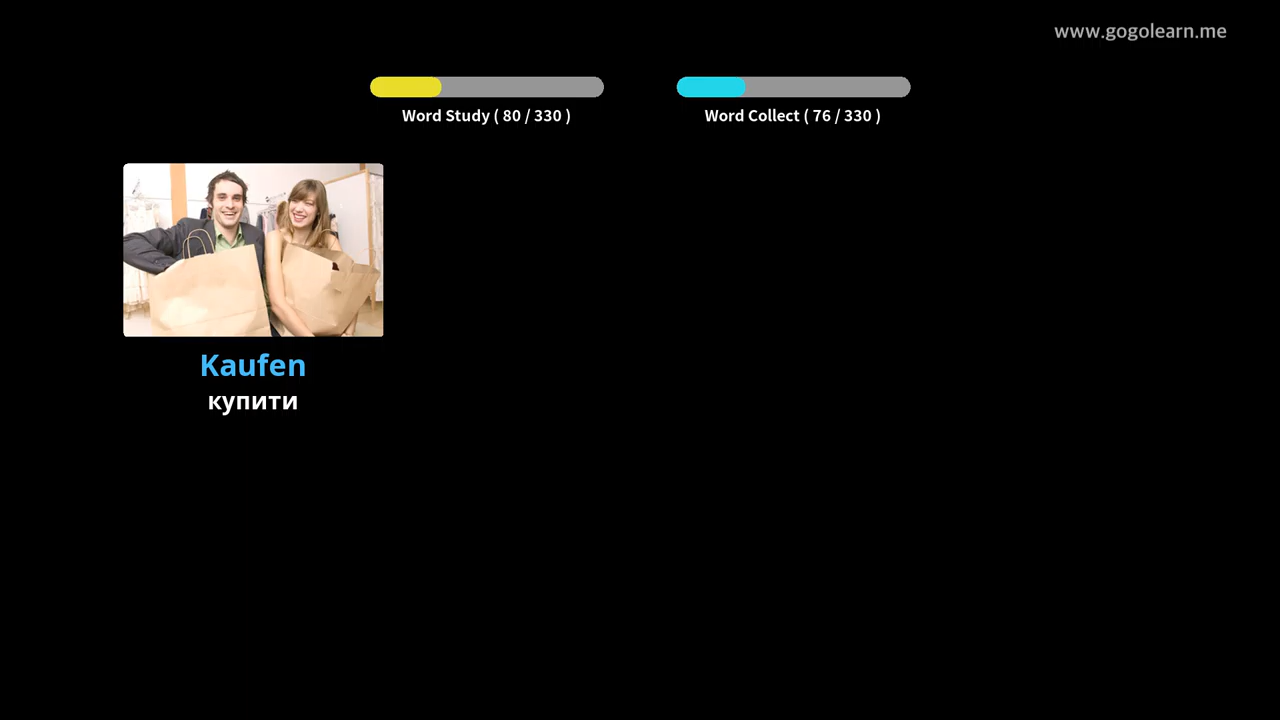 www.gogolearn.me
Word Study ( 80 / 330 )
Word Collect ( 76 / 330 )
Kaufen
купити